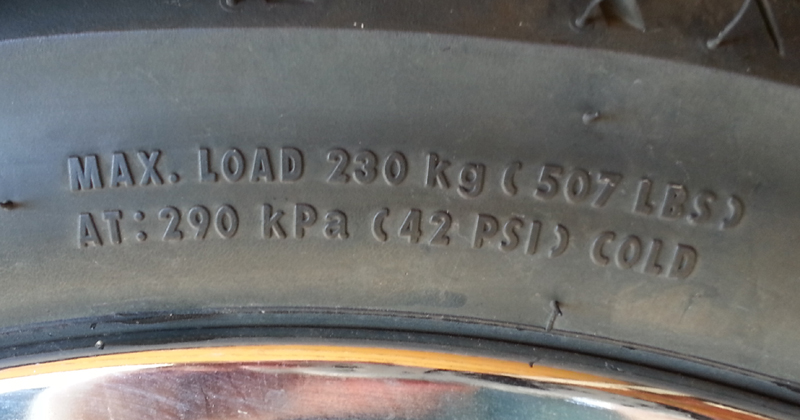 MAX. LOAD 230 kg (507 LBS)
AT: 290 kPa (42 PSI) COLD